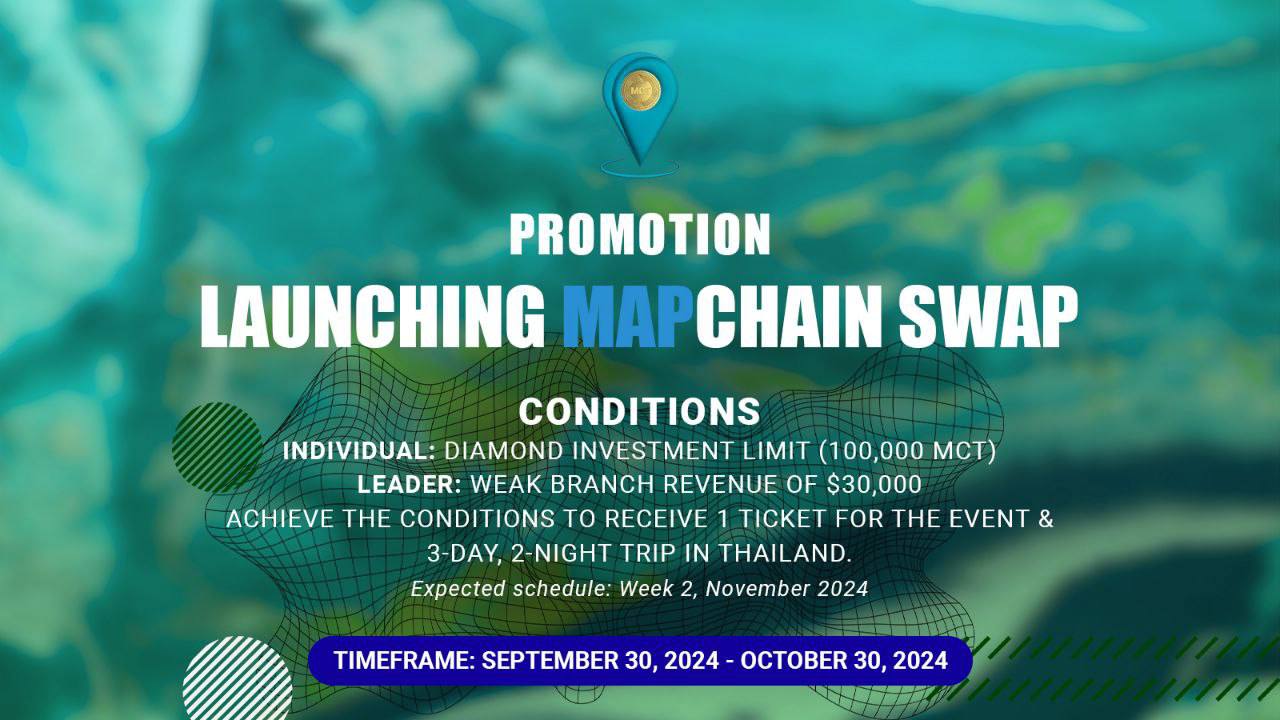 PROMOTION
LAUNCHING MAPCHAIN SWAP
CONDITIONS
INDIVIDUAL: DIAMOND INVESTMENT LIMIT (100,000 MCT)
LEADER: WEAK BRANCH REVENUE OF $30,000
ACHIEVE THE CONDITIONS TO RECEIVE 1 TICKET FOR THE EVENT &
3-DAY, 2-NIGHT TRIP IN THAILAND.
Expected schedule: Week 2, November 2024
TIMEFRAME: SEPTEMBER 30, 2024 - OCTOBER 30, 2024